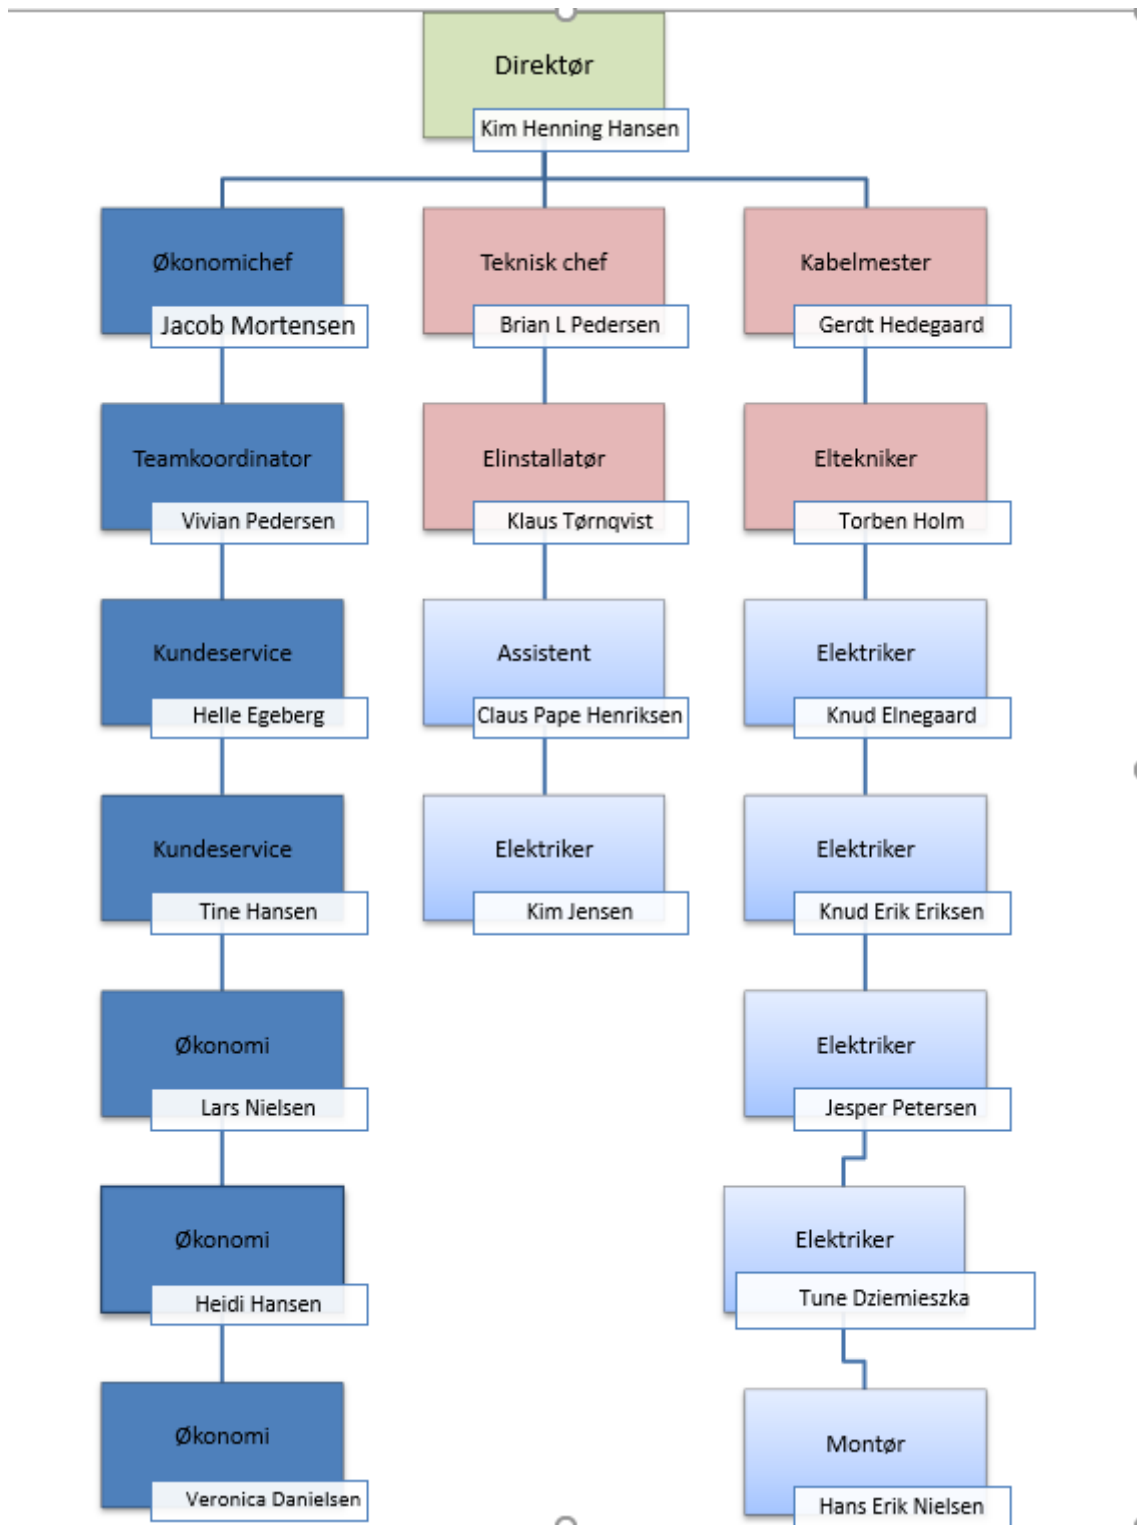 Direktør
Kim Henning Hansen
Økonomichef
Jacob Mortensen
Teknisk chef
Brian L Pedersen
Kabelmester
Gerdt Hedegaard
Teamkoordinator
Vivian Pedersen
Elinstallatør
Klaus Tørnqvist
Eltekniker
Torben Holm
Kundeservice
Helle Egeberg
Assistent
Claus Pape Henriksen
Elektriker
Knud Elnegaard
Kundeservice
Tine Hansen
Elektriker
Kim Jensen
Elektriker
Knud Erik Eriksen
Økonomi
Lars Nielsen
Elektriker
Jesper Petersen
Økonomi
Heidi Hansen
Elektriker
Tune Dziemieszka
Økonomi
Veronica Danielsen
Montør
Hans Erik Nielsen